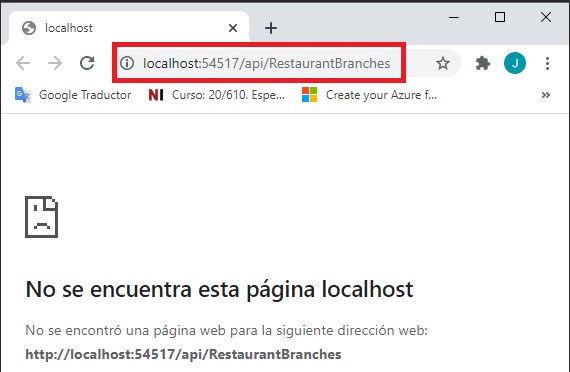 localhost
localhost:54517/api/RestaurantBranches
J
Google Traductor
NI Curso: 20/610. Espe...
Create your Azure f...
»
No se encuentra esta página localhost
No se encontró una página web para la siguiente dirección web:
http://localhost:54517/api/RestaurantBranches